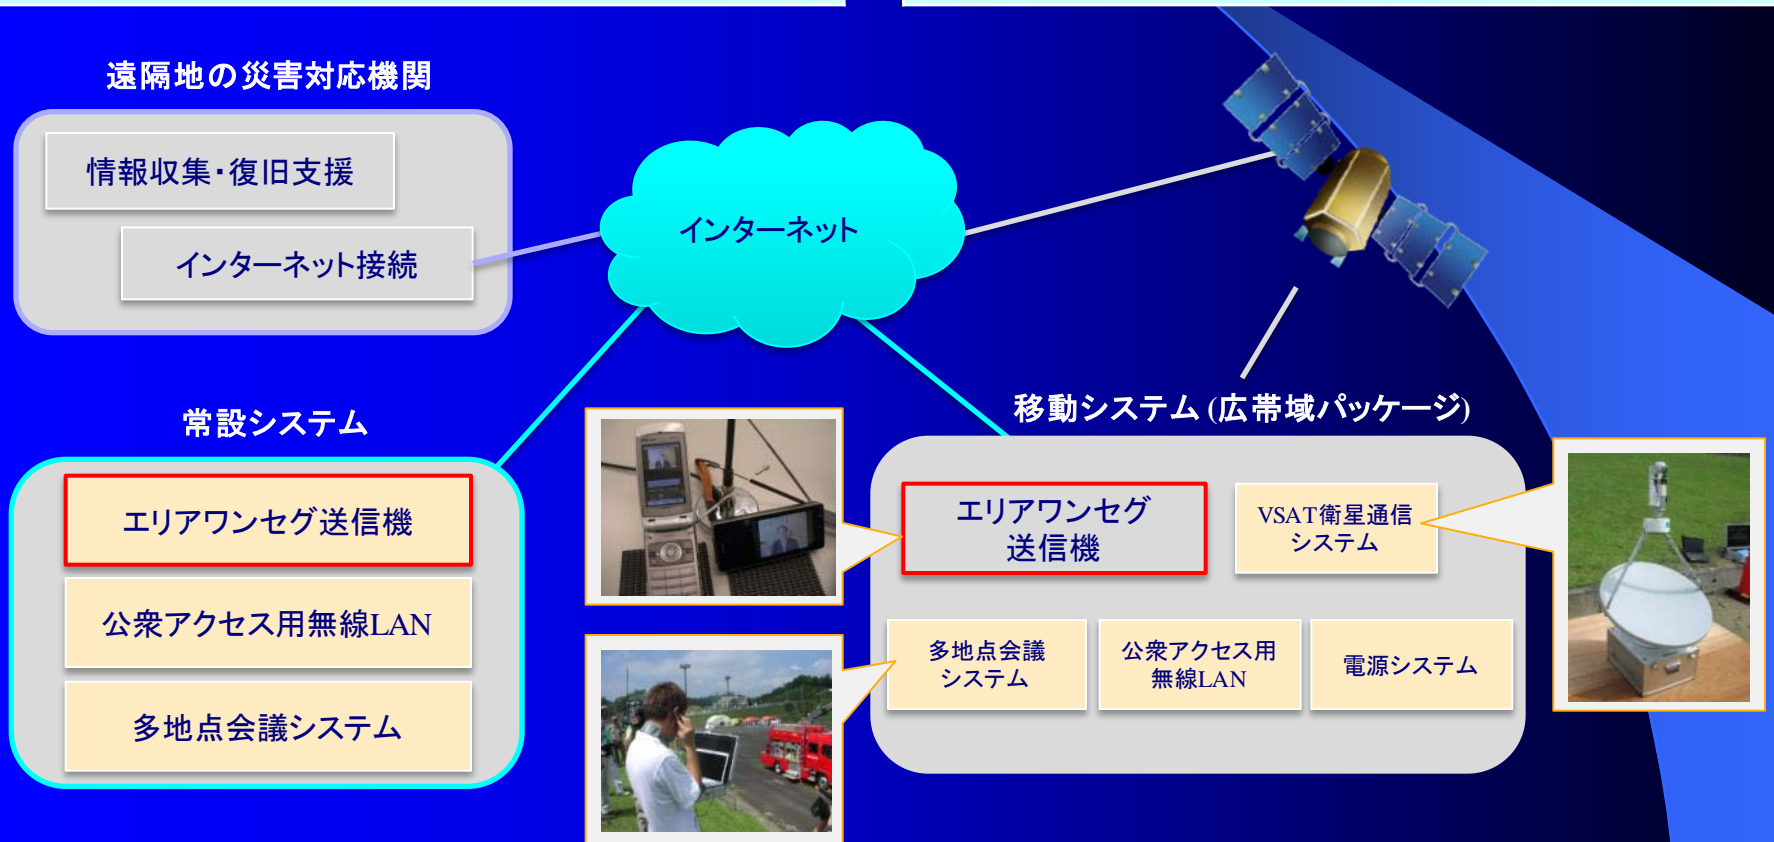 遠隔地の災害対応機関
情報収集・復旧支援
インターネット接続
インターネット
常設システム
エリアワンセグ送信機
公衆アクセス用無線LAN
多地点会議システム
移動システム (広帯域パッケージ)
エリアワンセグ
送信機
VSAT衛星通信
システム
多地点会議
システム
公衆アクセス用
無線LAN
電源システム